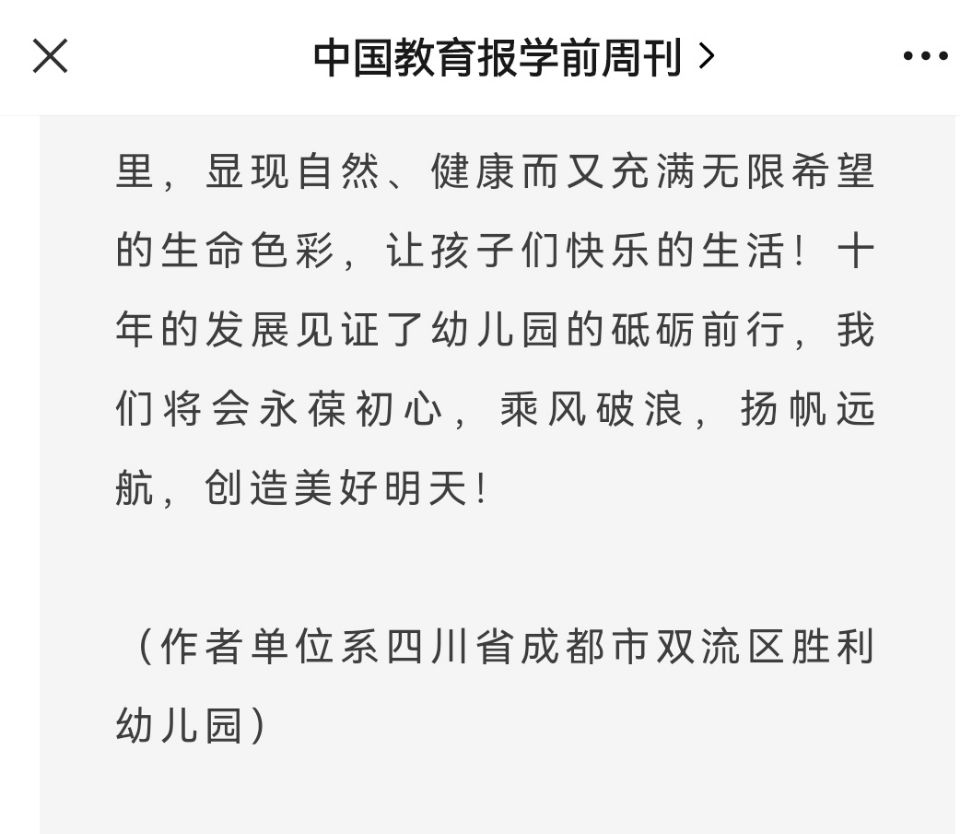 中国教育报学前周刊
里，显现自然、健康而又充满无限希望
的生命色彩，让孩子们快乐的生活！十
年的发展见证了幼儿园的砥砺前行，我
们将会永葆初心，乘风破浪，扬帆远
航，创造美好明天！
（作者单位系四川省成都市双流区胜利
幼儿园）